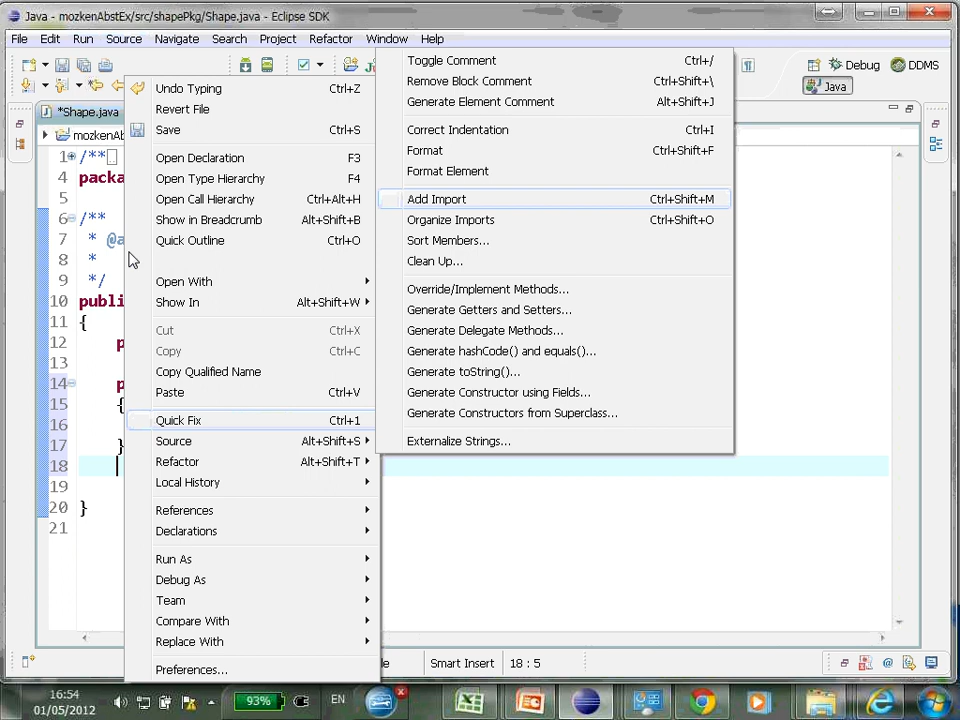 Java - mozkenAbstEx/src/shapePkg/Shape.java - Eclipse SDK
File Edit Run Source Navigate Search Project Refactor Window Help
Debug DDMS
Java
*Shape.java
mozkenAb
Undo Typing Ctrl+Z
Revert File
Save Ctrl+S
Open Declaration F3
Open Type Hierarchy F4
Open Call Hierarchy Ctrl+Alt+H
Show in Breadcrumb Alt+Shift+B
Quick Outline Ctrl+O
Open With
Show In Alt+Shift+W
Cut Ctrl+X
Copy Ctrl+C
Copy Qualified Name
Paste Ctrl+V
Quick Fix Ctrl+1
Source Alt+Shift+S
Refactor Alt+Shift+T
Local History
References
Declarations
Run As
Debug As
Team
Compare With
Replace With
Preferences...
Toggle Comment Ctrl+/
Remove Block Comment Ctrl+Shift+\
Generate Element Comment Alt+Shift+J
Correct Indentation Ctrl+I
Format Ctrl+Shift+F
Format Element
Add Import Ctrl+Shift+M
Organize Imports Ctrl+Shift+O
Sort Members...
Clean Up...
Override/Implement Methods...
Generate Getters and Setters...
Generate Delegate Methods...
Generate hashCode() and equals()...
Generate toString()...
Generate Constructor using Fields...
Generate Constructors from Superclass...
Externalize Strings...
1 /**
4 packa
5
6 /**
7 * @a
8 *
9 */
10 publi
11 {
12 p
13
14 p
15 {
16
17 }
18
19
20 }
21
le Smart Insert 18 : 5
16:54
01/05/2012
93%
EN